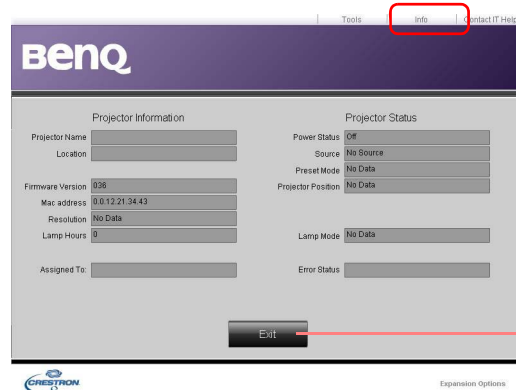 Tools Info Contact IT Help
BenQ
Projector Information
Projector Name
Location
Firmware Version 036
Mac address 0.0.12.21.34.43
Resolution No Data
Lamp Hours 0
Assigned To:
Projector Status
Power Status Off
Source No Source
Preset Mode No Data
Projector Position No Data
Lamp Mode No Data
Error Status
Exit
CRESTRON
Expansion Options